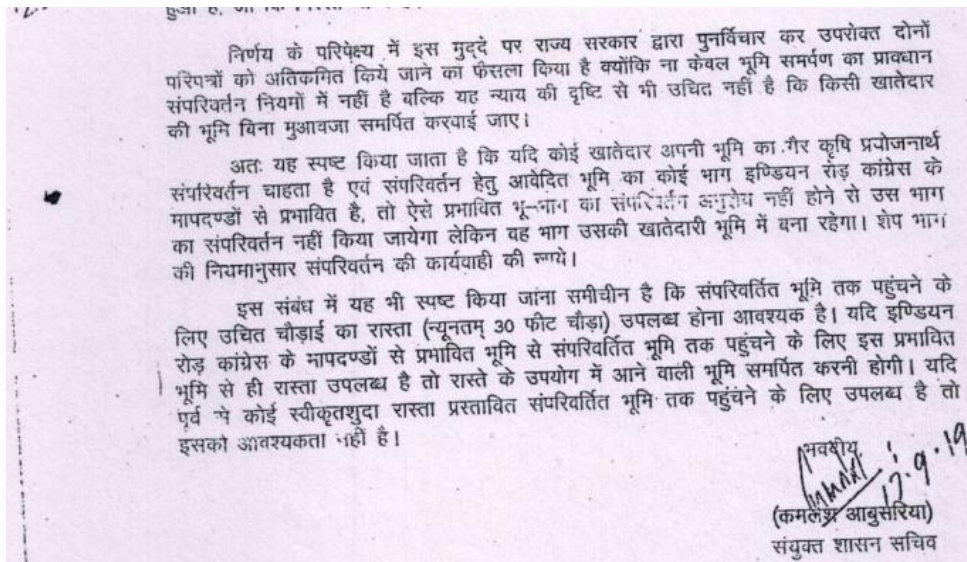 निर्णय के परिपेक्ष्य में इस मुद्दे पर राज्य सरकार द्वारा पुनर्विचार कर उपरोक्त दोनों
परिपत्रों को अतिक्रमित किये जाने का फैसला किया है क्योंकि ना केवल भूमि समर्पण का प्रावधान
संपरिवर्तन नियमों में नहीं है बल्कि यह न्याय की दृष्टि से भी उचित नहीं है कि किसी खातेदार
की भूमि बिना मुआवजा समर्पित करवाई जाए।
अतः यह स्पष्ट किया जाता है कि यदि कोई खातेदार अपनी भूमि का गैर कृषि प्रयोजनार्थ
संपरिवर्तन चाहता है एवं संपरिवर्तन हेतु आवेदित भूमि का कोई भाग इण्डियन रोड़ कांग्रेस के
मापदण्डों से प्रभावित है, तो ऐसे प्रभावित भू–भाग का संपरिवर्तन अनुज्ञेय नहीं होने से उस भाग
का संपरिवर्तन नहीं किया जायेगा लेकिन वह भाग उसकी खातेदारी भूमि में बना रहेगा। शेष भाग
की नियमानुसार संपरिवर्तन की कार्यवाही की जाये।
इस संबंध में यह भी स्पष्ट किया जाना समीचीन है कि संपरिवर्तित भूमि तक पहुंचने के
लिए उचित चौड़ाई का रास्ता (न्यूनतम् 30 फीट चौड़ा) उपलब्ध होना आवश्यक है। यदि इण्डियन
रोड़ कांग्रेस के मापदण्डों से प्रभावित भूमि से संपरिवर्तित भूमि तक पहुंचने के लिए इस प्रभावित
भूमि से ही रास्ता उपलब्ध है तो रास्ते के उपयोग में आने वाली भूमि समर्पित करनी होगी। यदि
पूर्व से कोई स्वीकृतशुदा रास्ता प्रस्तावित संपरिवर्तित भूमि तक पहुंचने के लिए उपलब्ध है तो
इसकी आवश्यकता नहीं है।
भवदीय
12.9.19
(कमलेश आबुसरिया)
संयुक्त शासन सचिव